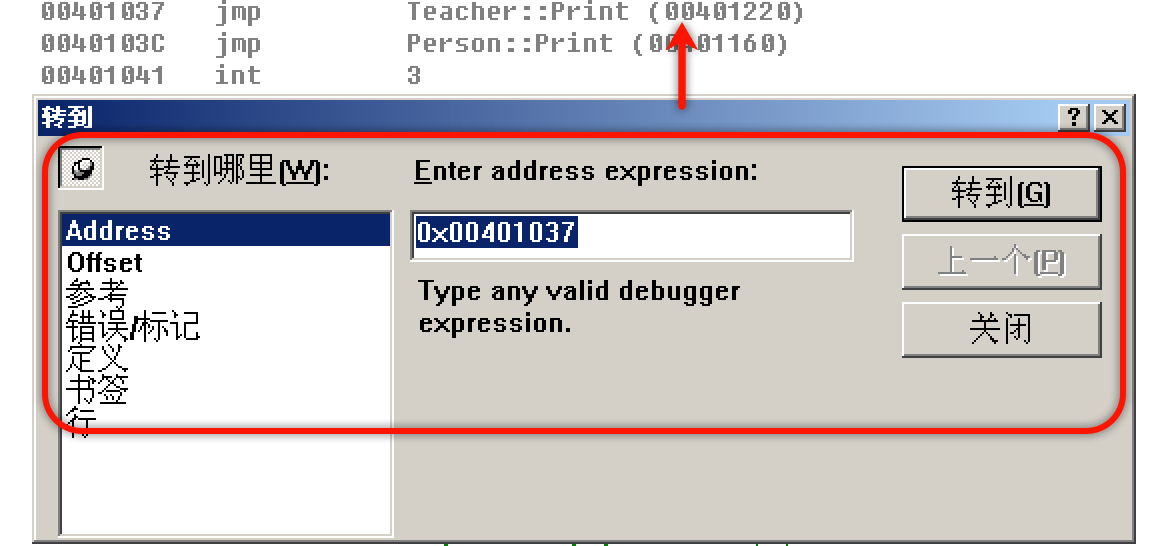 00401037 jmp Teacher::Print (00401220)
0040103C jmp Person::Print (00401160)
00401041 int 3
转到
转到哪里(W): Enter address expression: 转到(G)
Address 0x00401037
Offset 上一个(P)
参考 Type any valid debugger
错误/标记 expression. 关闭
定义
书签
行